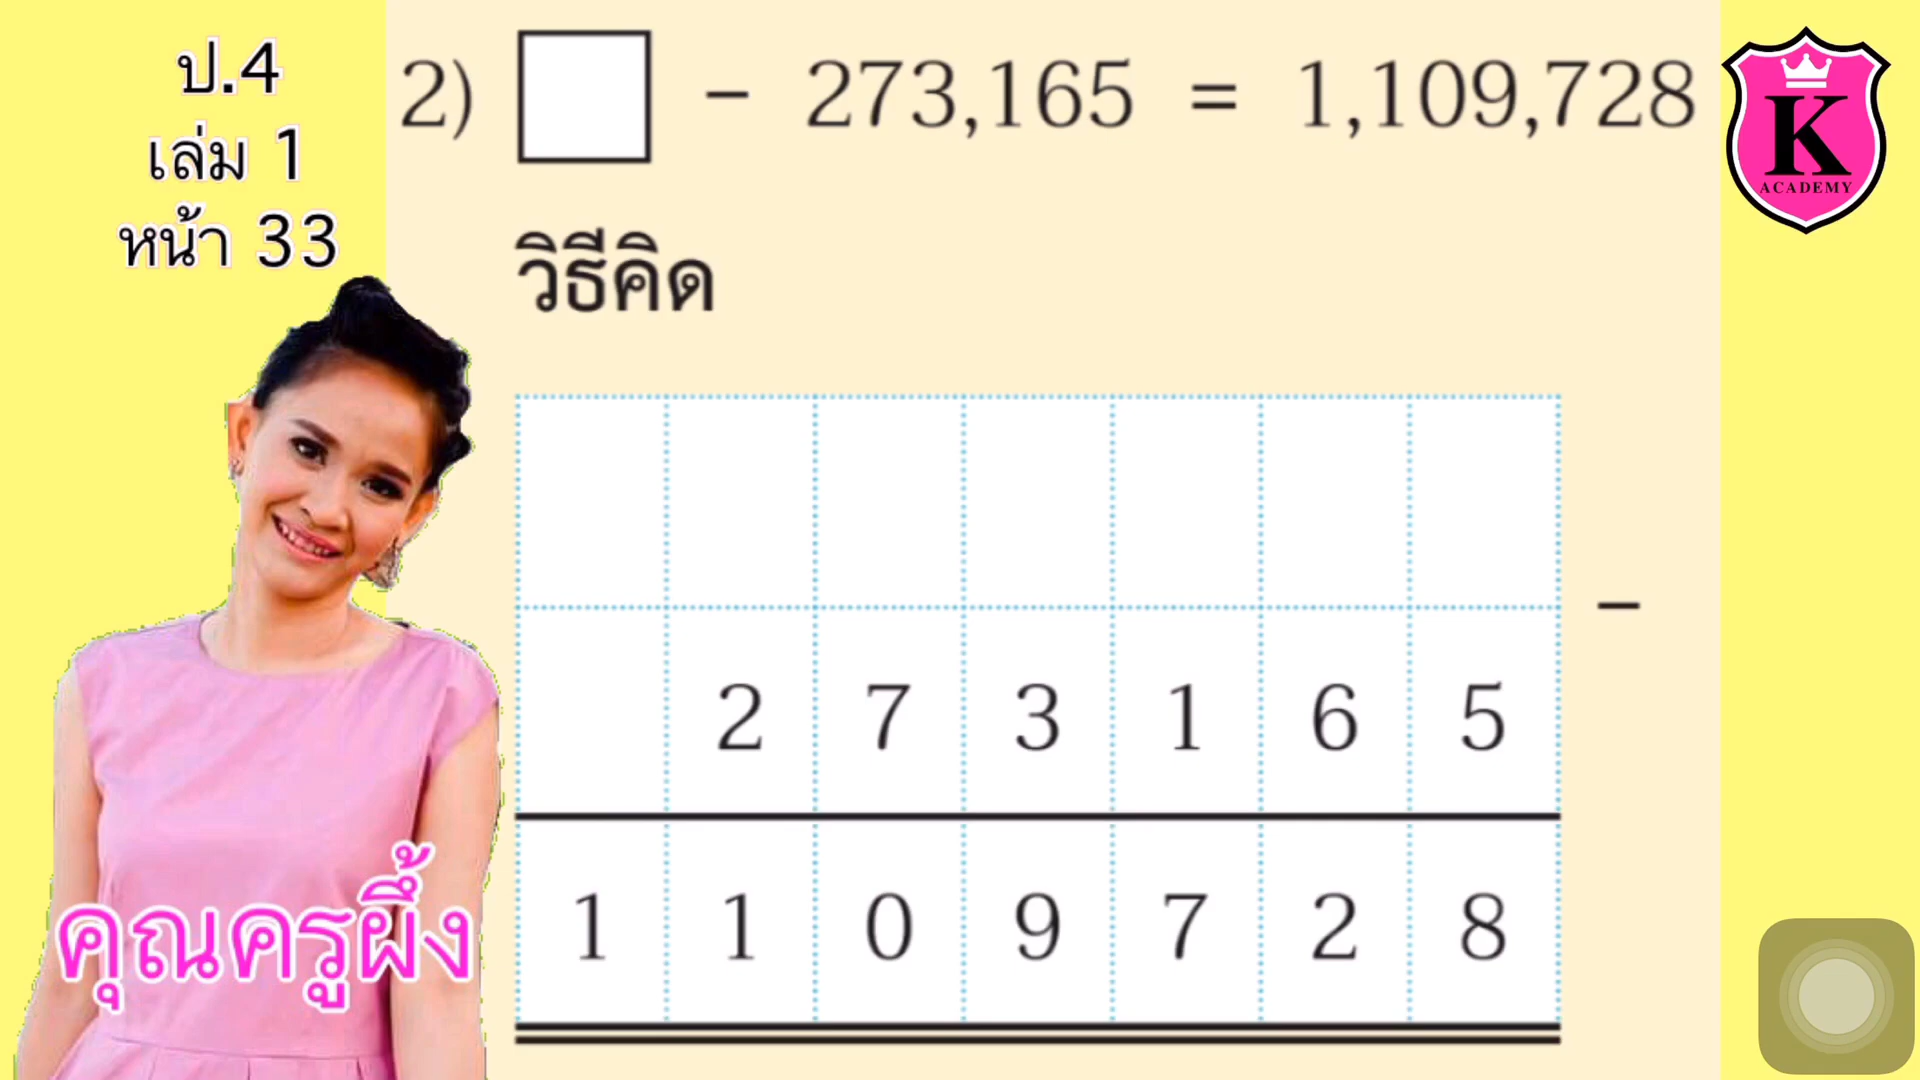 ป.4
เล่ม 1
หน้า 33
2) - 273,165 = 1,109,728
K
ACADEMY
วิธีคิด
-
2 7 3 1 6 5
1 1 0 9 7 2 8
คุณครูผึ้ง